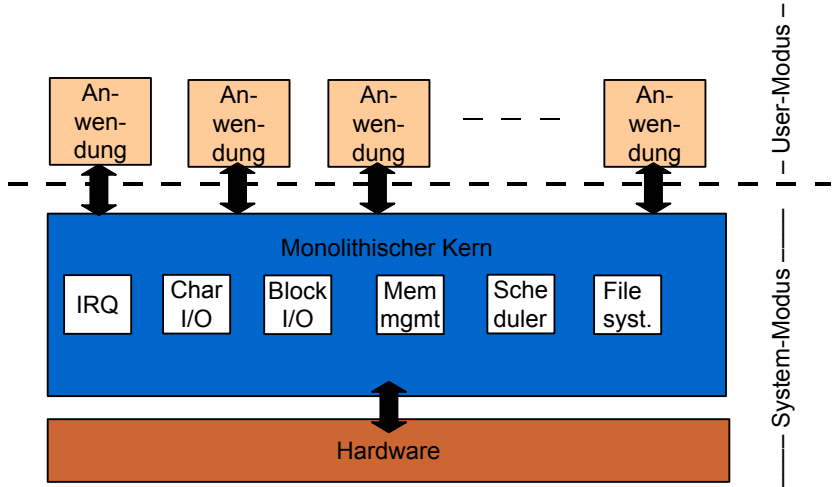 An-
wen-
dung
An-
wen-
dung
An-
wen-
dung
An-
wen-
dung
User-Modus
Monolithischer Kern
IRQ
Char
I/O
Block
I/O
Mem
mgmt
Sche
duler
File
syst.
System-Modus
Hardware